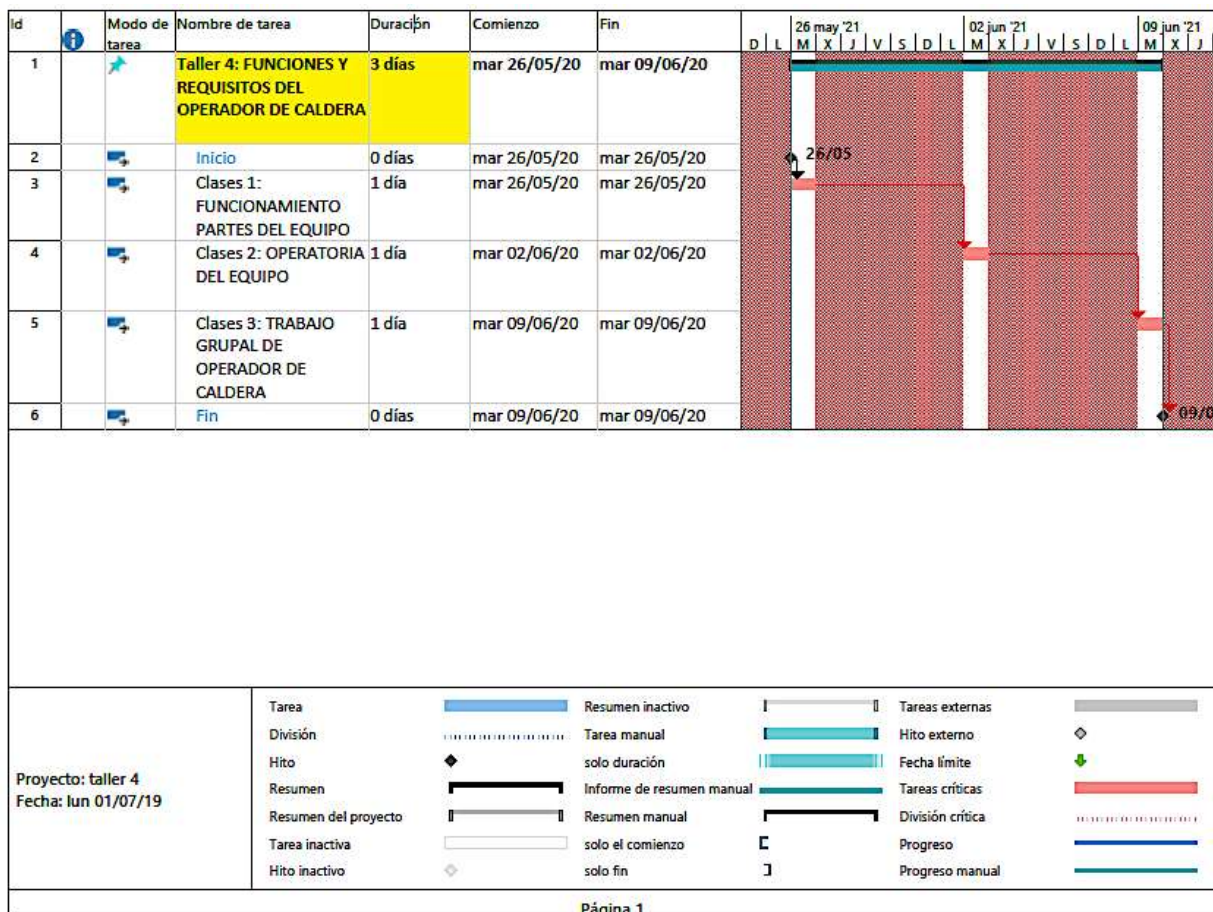 Id Modo de tarea Nombre de tarea Duración Comienzo Fin
26 may '21 02 jun '21 09 jun '21
D L M X J V S D L M X J V S D L M X J
1 Taller 4: FUNCIONES Y REQUISITOS DEL OPERADOR DE CALDERA 3 días mar 26/05/20 mar 09/06/20
2 Inicio 0 días mar 26/05/20 mar 26/05/20
26/05
3 Clases 1: FUNCIONAMIENTO PARTES DEL EQUIPO 1 día mar 26/05/20 mar 26/05/20
4 Clases 2: OPERATORIA DEL EQUIPO 1 día mar 02/06/20 mar 02/06/20
5 Clases 3: TRABAJO GRUPAL DE OPERADOR DE CALDERA 1 día mar 09/06/20 mar 09/06/20
6 Fin 0 días mar 09/06/20 mar 09/06/20
09/0
Proyecto: taller 4
Fecha: lun 01/07/19
Tarea Resumen inactivo Tareas externas
División Tarea manual Hito externo
Hito solo duración Fecha límite
Resumen Informe de resumen manual Tareas críticas
Resumen del proyecto Resumen manual División crítica
Tarea inactiva solo el comienzo Progreso
Hito inactivo solo fin Progreso manual
Página 1